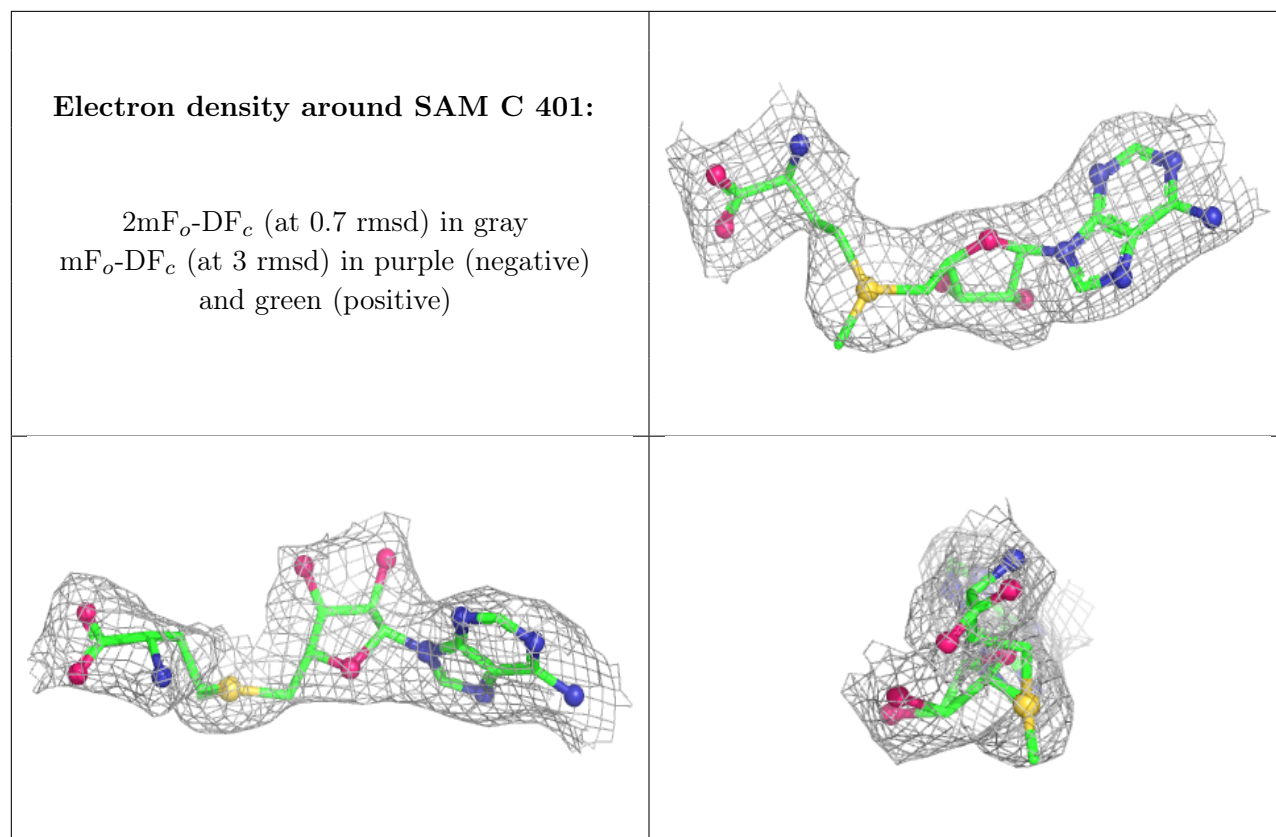 Electron density around SAM C 401:
2mFo-DFc (at 0.7 rmsd) in gray
mFo-DFc (at 3 rmsd) in purple (negative)
and green (positive)